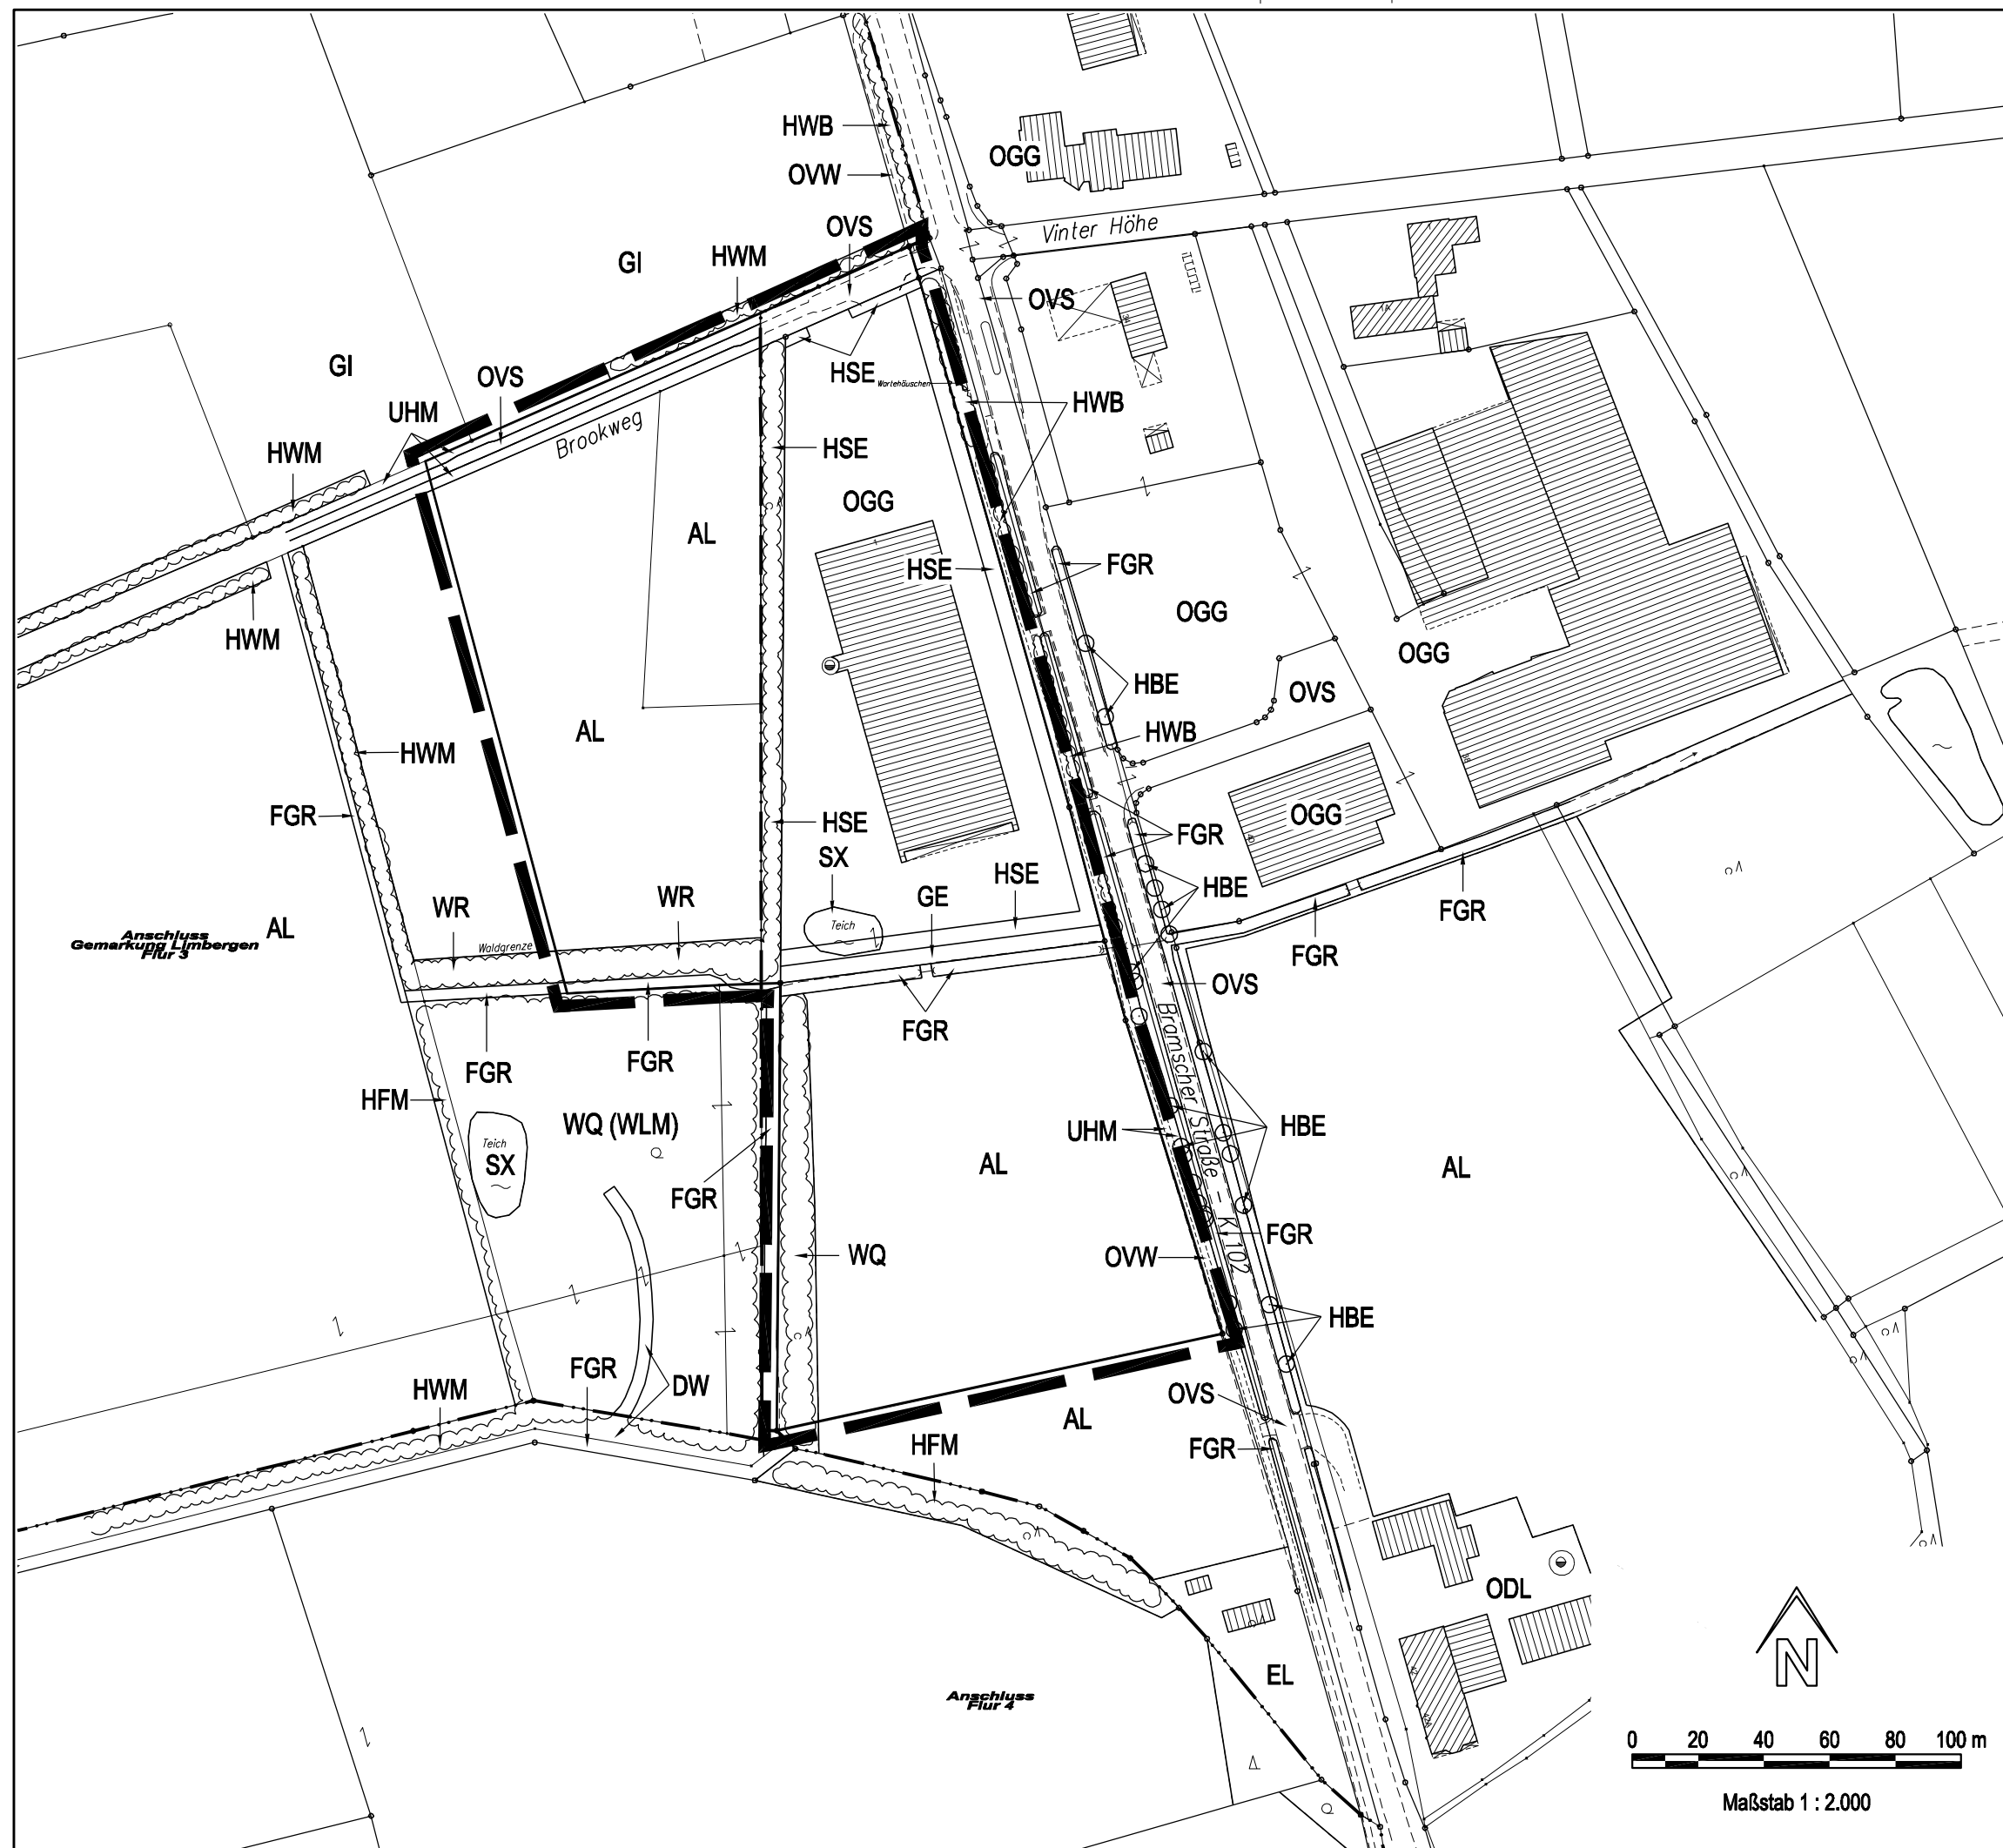 HWB
OGG
OVW
Vinter Höhe
OVS
HWM
GI
OVS
GI
HSE
Wartehäuschen
OVS
UHM
HWB
Brookweg
HWM
HSE
OGG
AL
HSE
FGR
OGG
HWM
OGG
HBE
OVS
AL
HWB
HWM
FGR
HSE
OGG
FGR
SX
HSE
HBE
GE
WR
WR
FGR
Teich
AL
Anschluss
Gemarkung Limbergen
Flur 3
Waldgrenze
FGR
OVS
FGR
FGR
FGR
HFM
Bramscher Straße - K 102
WQ (WLM)
UHM
HBE
Teich
SX
AL
AL
FGR
FGR
WQ
OVW
HBE
FGR
HWM
DW
OVS
AL
HFM
FGR
ODL
N
EL
Anschluss
Flur 4
0 20 40 60 80 100 m
Maßstab 1 : 2.000